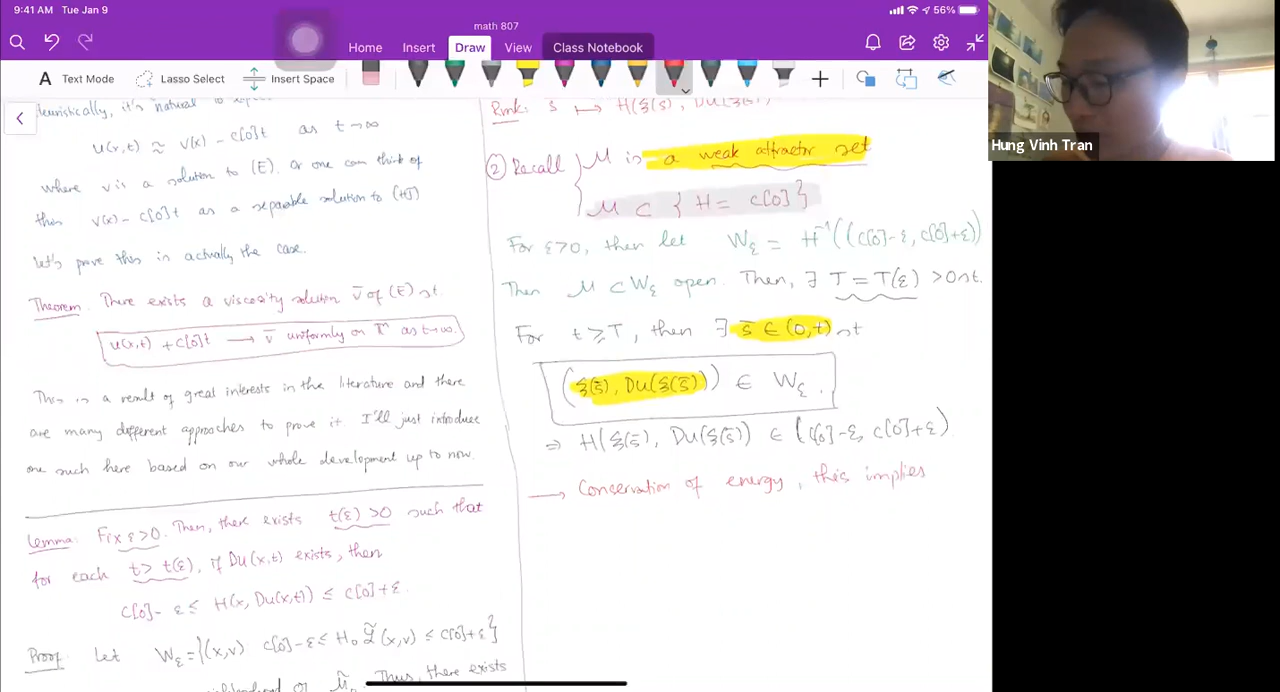 9:41 AM Tue Jan 9
56%
math 807
Home Insert Draw View Class Notebook
A Text Mode Lasso Select Insert Space
Hung Vinh Tran
u(x,t) ≈ v(x) - c[0]t as t→∞
where v is a solution to (E). Or one can think of
this v(x) - c[0]t as a separable solution to (HJ)
Let's prove this is actually the case.
Theorem. There exists a viscosity solution v̄ of (E) st
u(x,t) + c[0]t → v̄ uniformly on 𝕋ⁿ as t→∞.
This is a result of great interests in the literature and there
are many different approaches to prove it. I'll just introduce
one such here based on our whole development up to now.
Lemma. Fix ε>0. Then, there exists t(ε) > 0 such that
for each t > t(ε), if Du(x,t) exists, then
c[0] - ε ≤ H(x, Du(x,t)) ≤ c[0] + ε.
Proof. Let W_ε = {(x,v) c[0]-ε ≤ H∘L̃(x,v) ≤ c[0]+ε}
Thus, there exists
Rmk: s ⟼ H(ξ(s), Du(ξ(s)))
② Recall { M is a weak attractor set
M ⊂ { H = c[0] }
For ε>0, then let W_ε = H⁻¹((c[0]-ε, c[0]+ε))
Then M ⊂ W_ε open. Then, ∃ T = T(ε) > 0 st.
For t ≥ T, then ∃ s̄ ∈ (0,t) st
(ξ(s̄), Du(ξ(s̄))) ∈ W_ε.
⇒ H(ξ(s̄), Du(ξ(s̄))) ∈ (c[0]-ε, c[0]+ε).
→ Conservation of energy, this implies